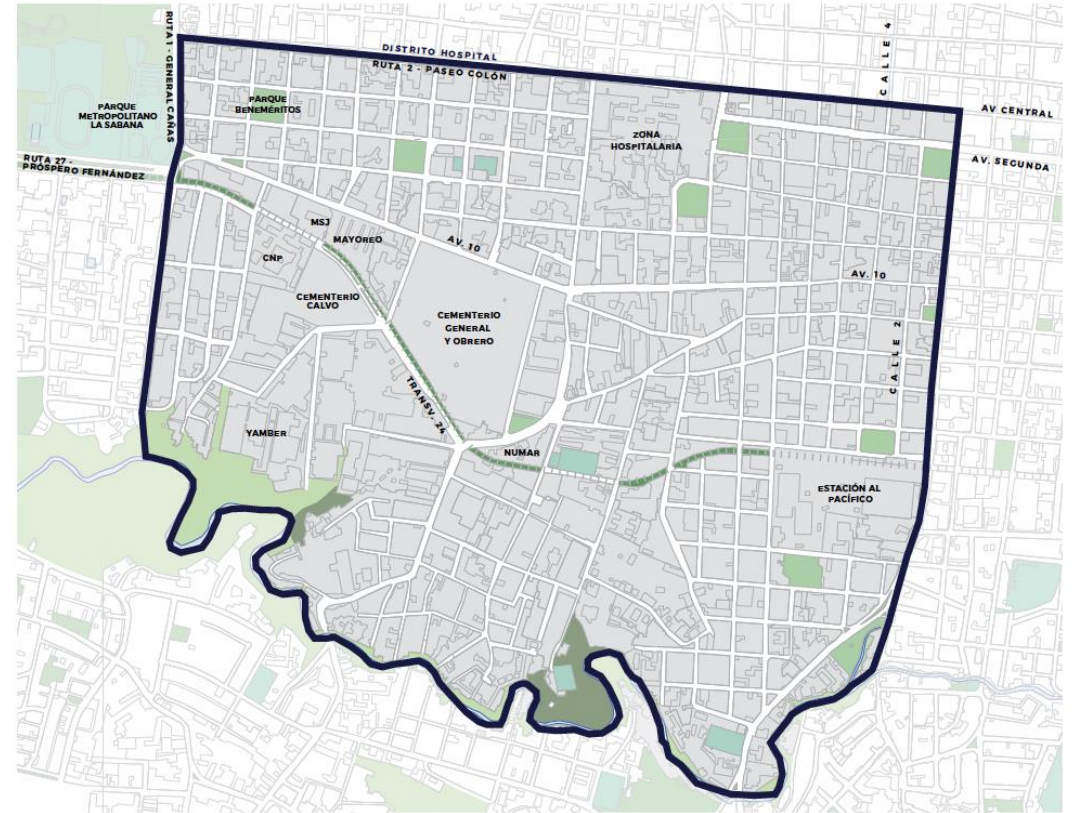 RUTA 1 - GENERAL CAÑAS
DISTRITO HOSPITAL
RUTA 2 - PASEO COLÓN
CALLE 4
AV CENTRAL
PARQUE
METROPOLITANO
LA SABANA
PARQUE
BENEMÉRITOS
ZONA
HOSPITALARIA
AV. SEGUNDA
RUTA 27 -
PRÓSPERO FERNÁNDEZ
MSJ
MAYOREO
AV. 10
CNP
AV. 10
CEMENTERIO
CALVO
CEMENTERIO
GENERAL
Y OBRERO
CALLE 2
TRANSV. 24
YAMBER
NUMAR
ESTACIÓN AL
PACÍFICO